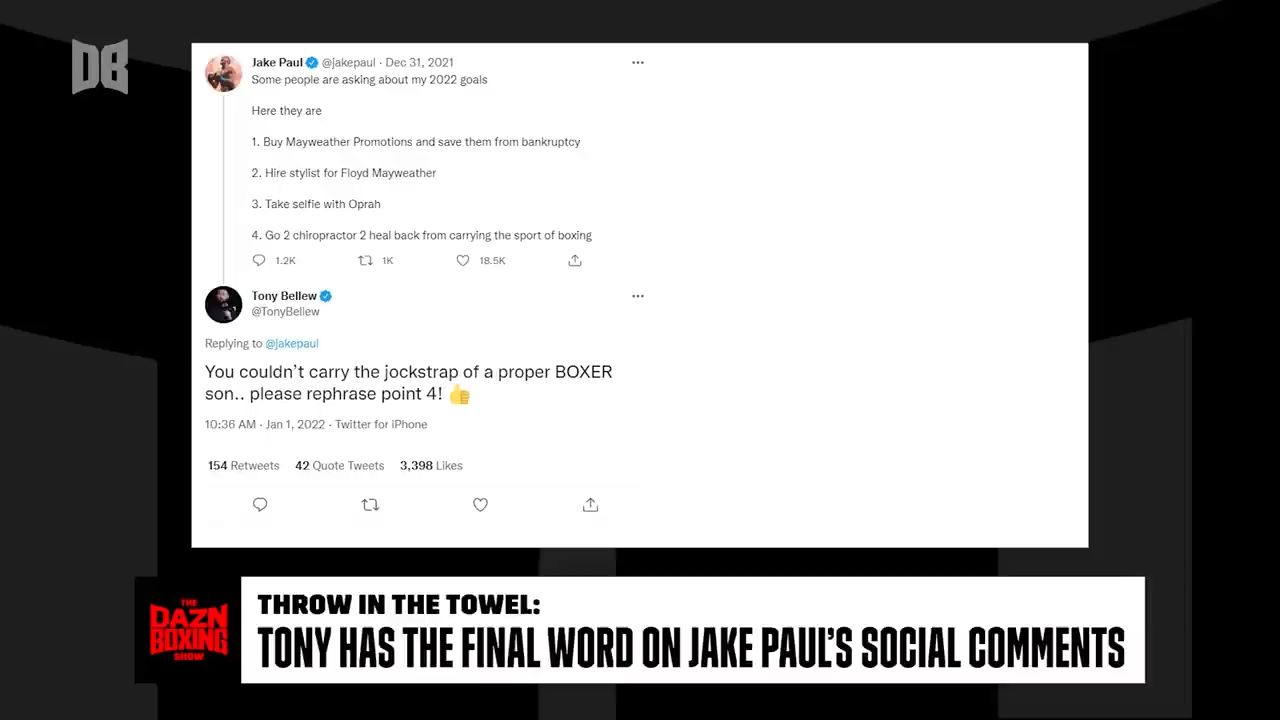 DB
Jake Paul @jakepaul · Dec 31, 2021
Some people are asking about my 2022 goals
Here they are
1. Buy Mayweather Promotions and save them from bankruptcy
2. Hire stylist for Floyd Mayweather
3. Take selfie with Oprah
4. Go 2 chiropractor 2 heal back from carrying the sport of boxing
1.2K 1K 18.5K
Tony Bellew
@TonyBellew
Replying to @jakepaul
You couldn't carry the jockstrap of a proper BOXER
son.. please rephrase point 4! 👍
10:36 AM · Jan 1, 2022 · Twitter for iPhone
154 Retweets 42 Quote Tweets 3,398 Likes
THE
DAZN
BOXING
SHOW
THROW IN THE TOWEL:
TONY HAS THE FINAL WORD ON JAKE PAUL'S SOCIAL COMMENTS